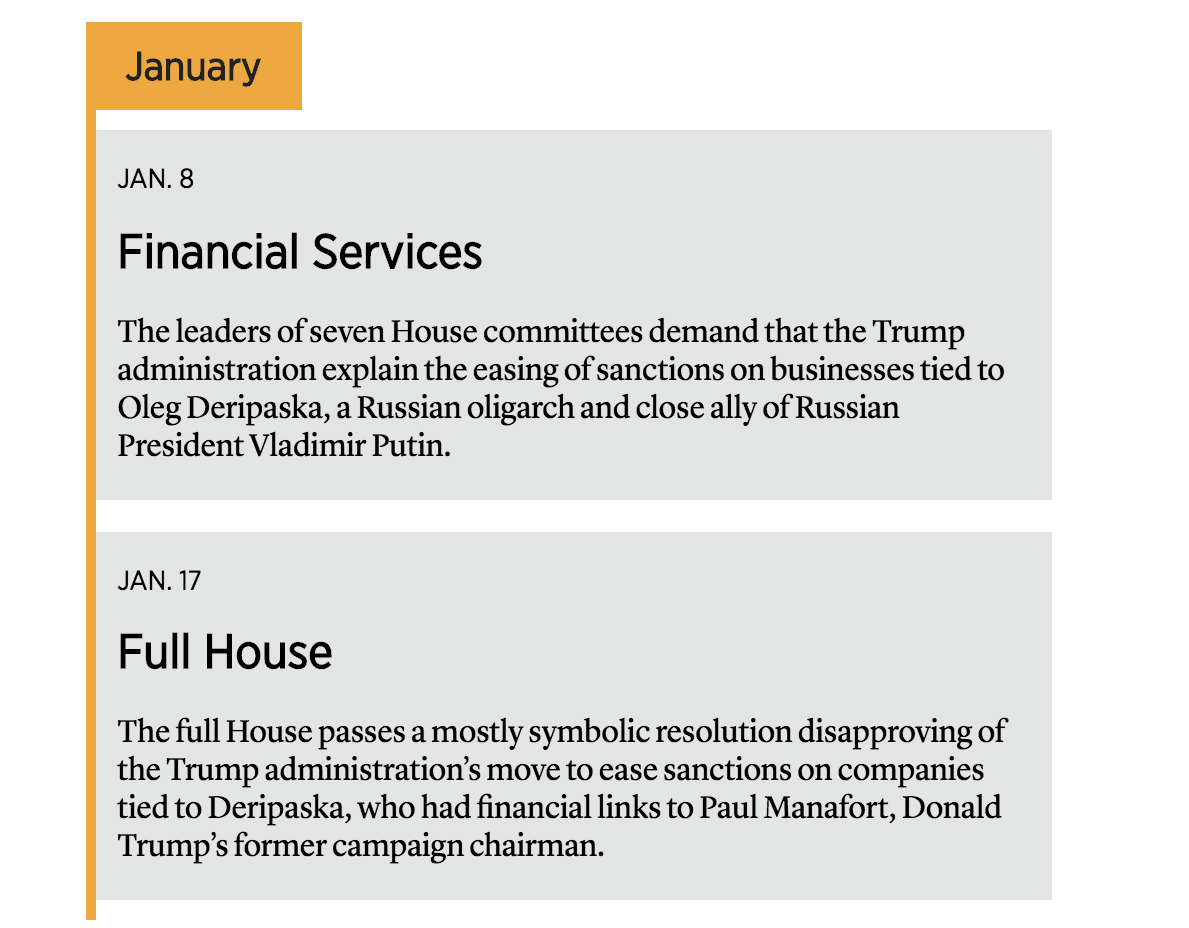 January
JAN. 8
Financial Services
The leaders of seven House committees demand that the Trump
administration explain the easing of sanctions on businesses tied to
Oleg Deripaska, a Russian oligarch and close ally of Russian
President Vladimir Putin.
JAN. 17
Full House
The full House passes a mostly symbolic resolution disapproving of
the Trump administration’s move to ease sanctions on companies
tied to Deripaska, who had financial links to Paul Manafort, Donald
Trump’s former campaign chairman.